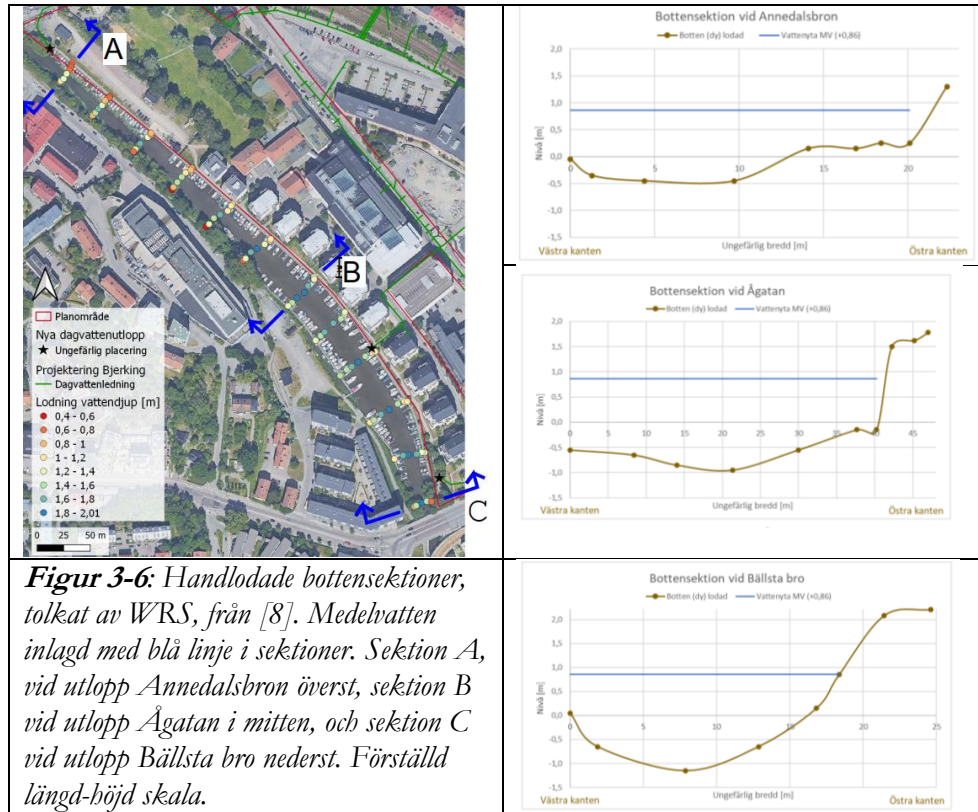 A
B
C
Planområde
Nya dagvattenutlopp
Ungefärlig placering
Projektering Bjerking
Dagvattenledning
Lodning vattendjup [m]
0,4 - 0,6
0,6 - 0,8
0,8 - 1
1 - 1,2
1,2 - 1,4
1,4 - 1,6
1,6 - 1,8
1,8 - 2,01
0 25 50 m
Figur 3-6: Handlodade bottensektioner,
tolkat av WRS, från [8]. Medelvatten
inlagd med blå linje i sektioner. Sektion A,
vid utlopp Annedalsbron överst, sektion B
vid utlopp Ågatan i mitten, och sektion C
vid utlopp Bällsta bro nederst. Förställd
längd-höjd skala.
Bottensektion vid Annedalsbron
Botten (dy) lodad Vattenyta MV (+0,86)
2,0
1,5
1,0
0,5
0,0
-0,5
-1,0
-1,5
Nivå [m]
0 5 10 15 20
Ungefärlig bredd [m]
Västra kanten Östra kanten
Bottensektion vid Ågatan
Botten (dy) lodad Vattenyta MV (+0,86)
2,0
1,5
1,0
0,5
0,0
-0,5
-1,0
-1,5
Nivå [m]
0 5 10 15 20 25 30 35 40 45
Ungefärlig bredd [m]
Västra kanten Östra kanten
Bottensektion vid Bällsta bro
Botten (dy) lodad Vattenyta MV (+0,86)
2,0
1,5
1,0
0,5
0,0
-0,5
-1,0
-1,5
Nivå [m]
0 5 10 15 20 25
Ungefärlig bredd [m]
Västra kanten Östra kanten